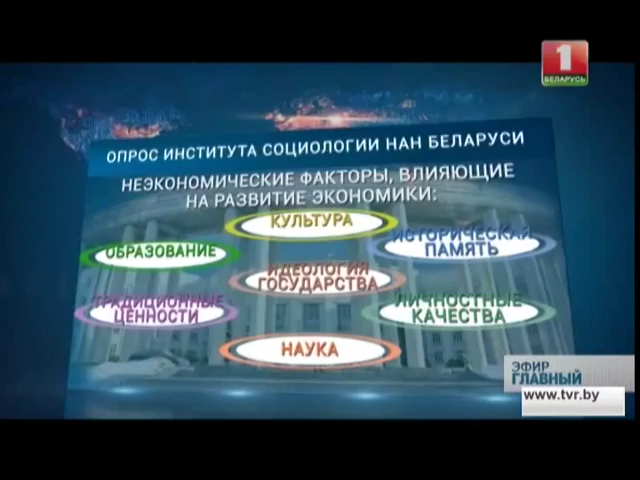 1
БЕЛАРУСЬ
ОПРОС ИНСТИТУТА СОЦИОЛОГИИ НАН БЕЛАРУСИ
НЕЭКОНОМИЧЕСКИЕ ФАКТОРЫ, ВЛИЯЮЩИЕ
НА РАЗВИТИЕ ЭКОНОМИКИ:
КУЛЬТУРА
ОБРАЗОВАНИЕ
ИСТОРИЧЕСКАЯ
ПАМЯТЬ
ИДЕОЛОГИЯ
ГОСУДАРСТВА
ТРАДИЦИОННЫЕ
ЦЕННОСТИ
ЛИЧНОСТНЫЕ
КАЧЕСТВА
НАУКА
ЭФИР
ГЛАВНЫЙ
www.tvr.by